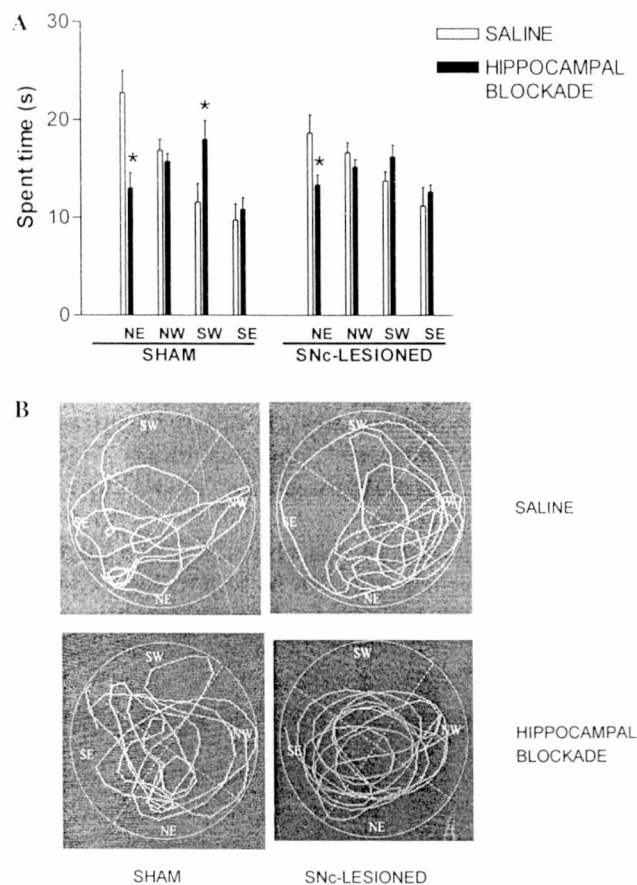 A
30
20
10
0
Spent time (s)
SALINE
HIPPOCAMPAL
BLOCKADE
*
*
*
NE NW SW SE
NE NW SW SE
SHAM
SNc-LESIONED
B
SW
NW
SE
NE
SW
NW
SE
NE
SALINE
SW
NW
SE
NE
SW
NW
SE
NE
HIPPOCAMPAL
BLOCKADE
SHAM
SNc-LESIONED